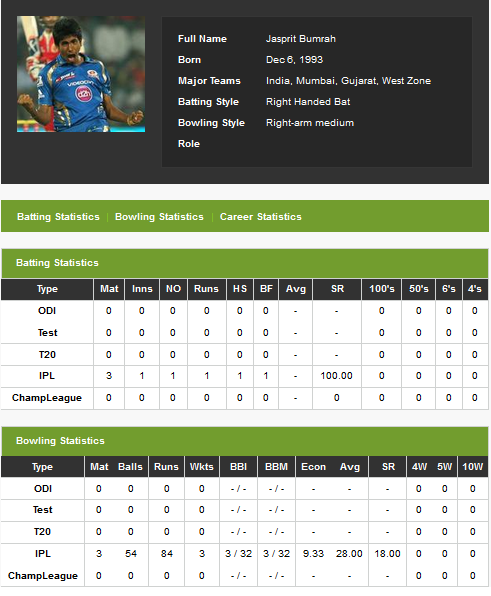 VIDEOCON
Full Name Jasprit Bumrah
Born Dec 6, 1993
Major Teams India, Mumbai, Gujarat, West Zone
Batting Style Right Handed Bat
Bowling Style Right-arm medium
Role
Batting Statistics | Bowling Statistics | Career Statistics
Batting Statistics
Type Mat Inns NO Runs HS BF Avg SR 100's 50's 6's 4's
ODI 0 0 0 0 0 0 - - 0 0 0 0
Test 0 0 0 0 0 0 - - 0 0 0 0
T20 0 0 0 0 0 0 - - 0 0 0 0
IPL 3 1 1 1 1 1 - 100.00 0 0 0 0
ChampLeague 0 0 0 0 0 0 - 0 0 0 0 0
Bowling Statistics
Type Mat Balls Runs Wkts BBI BBM Econ Avg SR 4W 5W 10W
ODI 0 0 0 0 - / - - / - - - - 0 0 0
Test 0 0 0 0 - / - - / - - - - 0 0 0
T20 0 0 0 0 - / - - / - - - - 0 0 0
IPL 3 54 84 3 3 / 32 3 / 32 9.33 28.00 18.00 0 0 0
ChampLeague 0 0 0 0 - / - - / - - - - 0 0 0